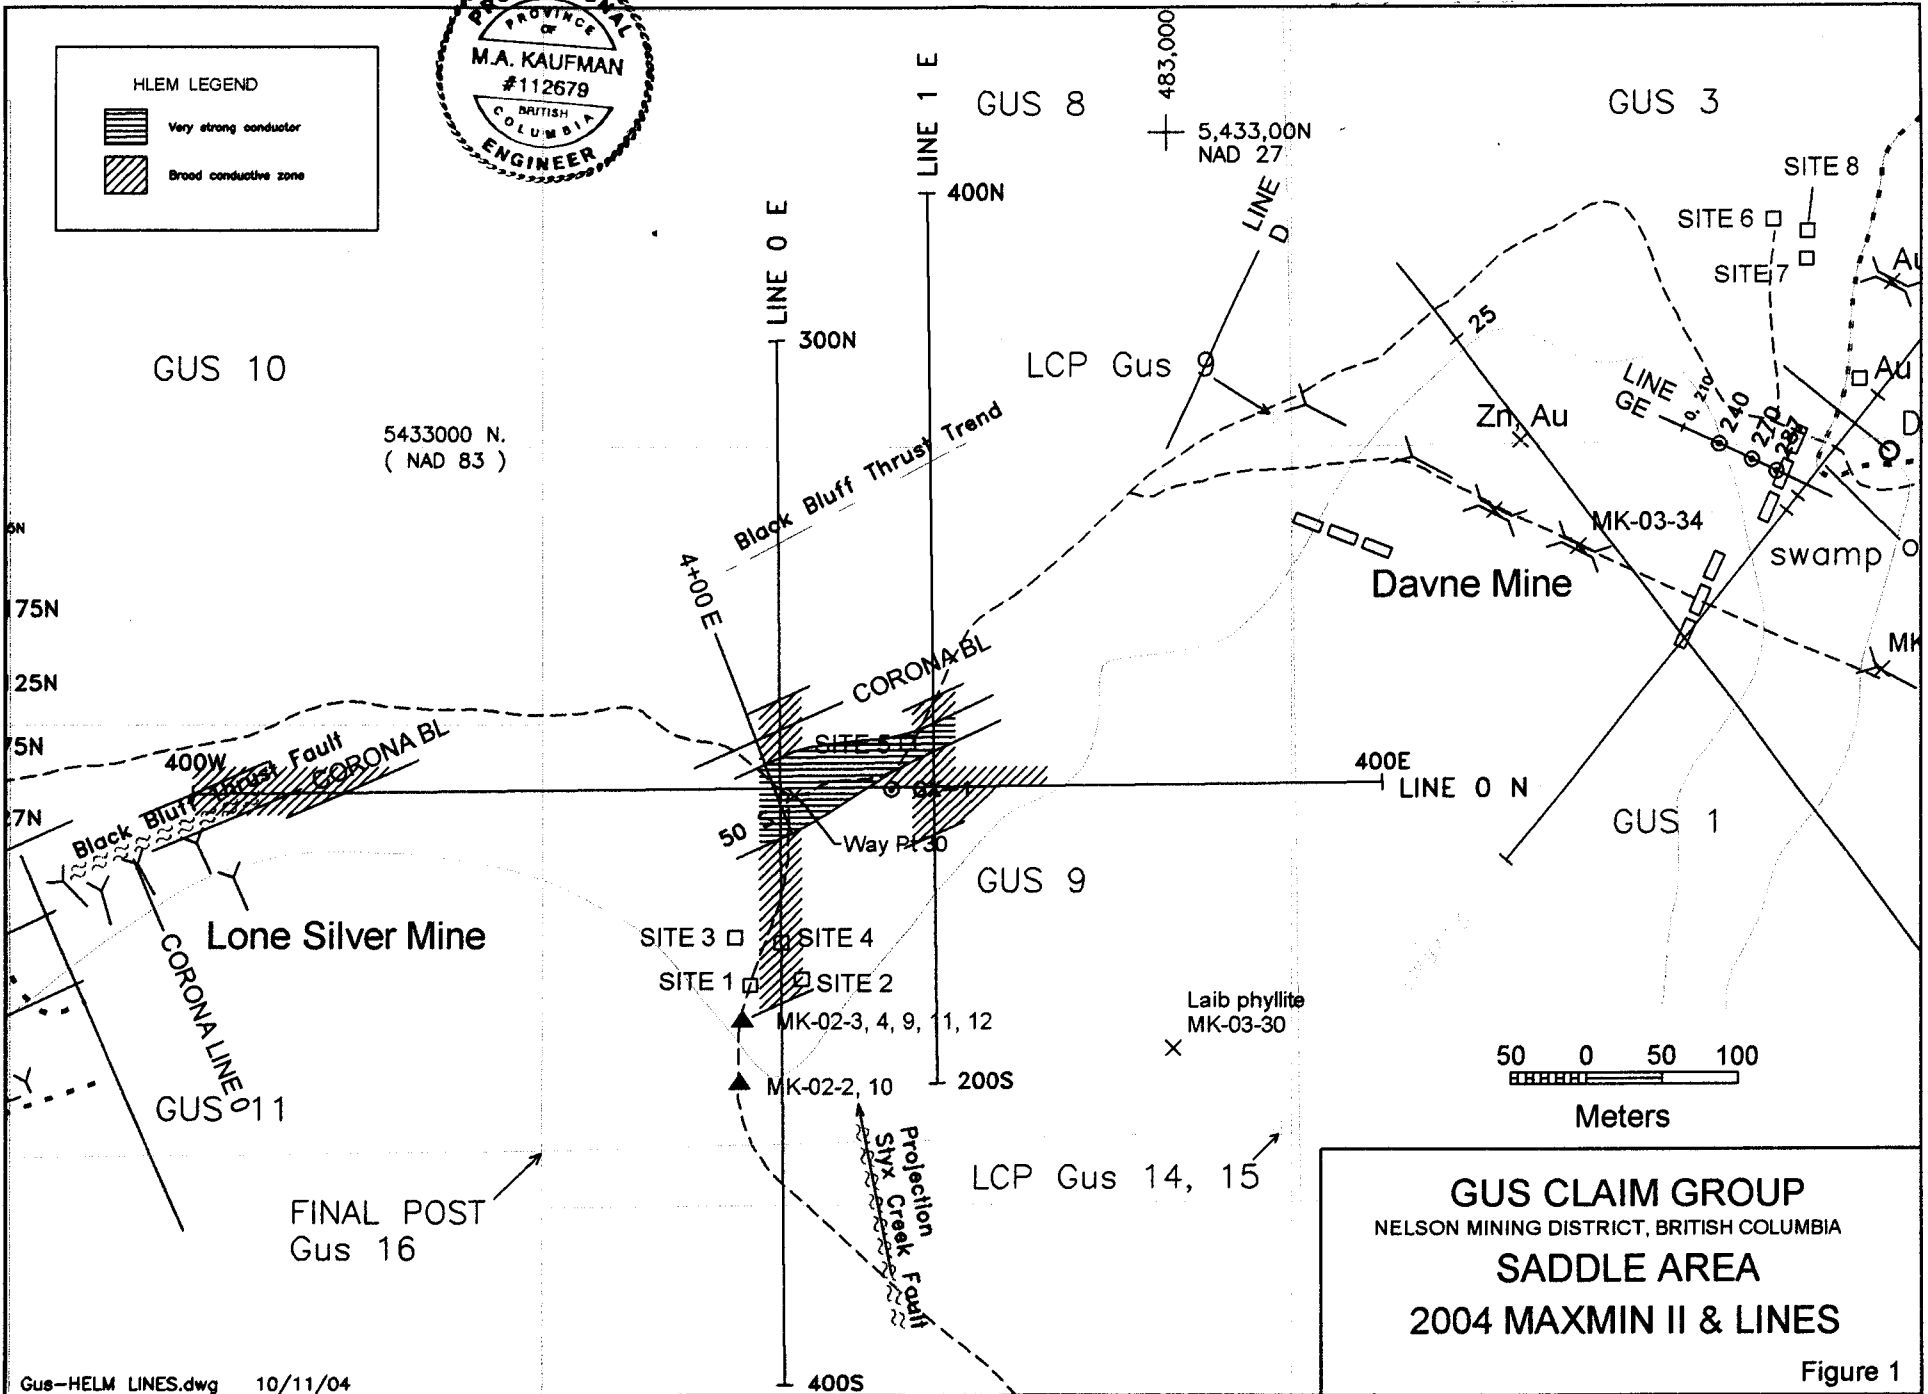 HLEM LEGEND
Very strong conductor
Broad conductive zone
PROVINCE
OF
M.A. KAUFMAN
#112679
BRITISH
COLUMBIA
ENGINEER
483,000
5,433,00N
NAD 27
GUS 8
GUS 3
LINE 1 E
400N
LINE 0 E
300N
LINE
D
SITE 8
SITE 6
SITE 7
Au
GUS 10
LCP Gus 9
25
LINE
GE
0, 210
240
270
287
Au
D
Zn, Au
5433000 N.
( NAD 83 )
Black Bluff Thrust Trend
MK-03-34
swamp
Davne Mine
4+00 E
175N
CORONA BL
MK
125N
75N
400W
Black Bluff Thrust Fault
CORONA BL
SITE 5
400E
LINE 0 N
27N
50 S
Way Pt 30
GUS 1
GUS 9
Lone Silver Mine
SITE 3
SITE 4
SITE 1
SITE 2
CORONA LINE 0
MK-02-3, 4, 9, 11, 12
Laib phyllite
MK-03-30
MK-02-2, 10
200S
GUS 11
50 0 50 100
Meters
Projection
Styx Creek Fault
LCP Gus 14, 15
FINAL POST
Gus 16
GUS CLAIM GROUP
NELSON MINING DISTRICT, BRITISH COLUMBIA
SADDLE AREA
2004 MAXMIN II & LINES
Figure 1
400S
Gus-HELM LINES.dwg 10/11/04